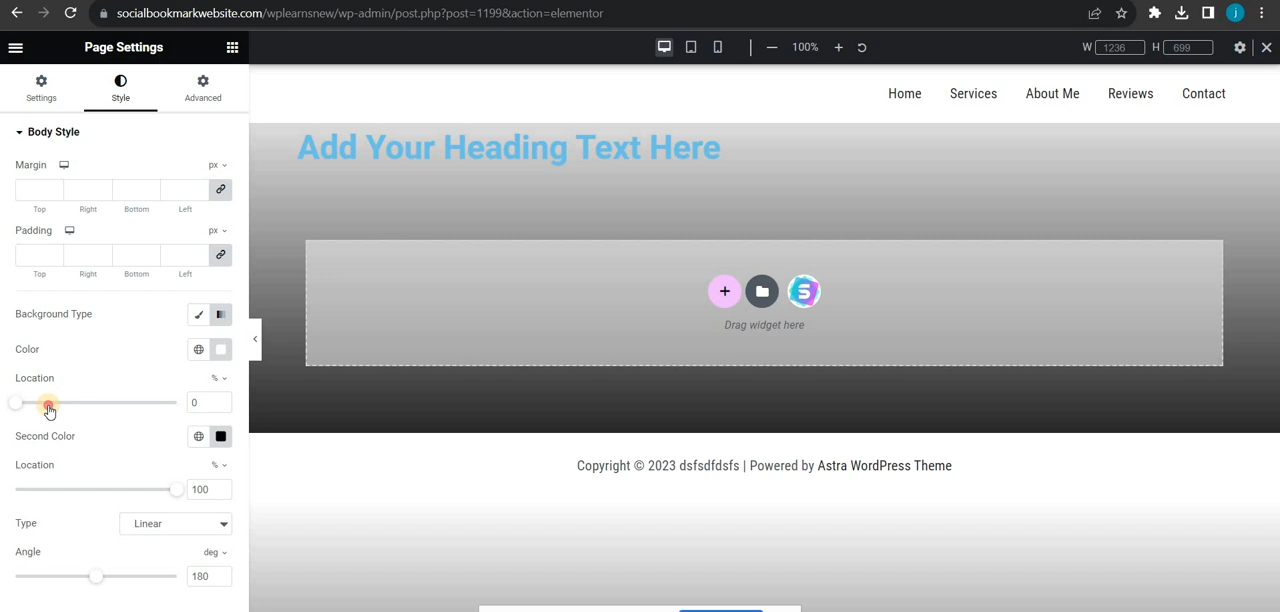 socialbookmarkwebsite.com/wplearnsnew/wp-admin/post.php?post=1199&action=elementor
j
Page Settings
100%
W 1236 H 699
Settings
Style
Advanced
Home
Services
About Me
Reviews
Contact
Body Style
Add Your Heading Text Here
Margin
px
Top
Right
Bottom
Left
Padding
px
Top
Right
Bottom
Left
S
Drag widget here
Background Type
Color
Location
%
0
Second Color
Location
%
100
Type
Linear
Angle
deg
180
Copyright © 2023 dsfsdfdsfs | Powered by Astra WordPress Theme